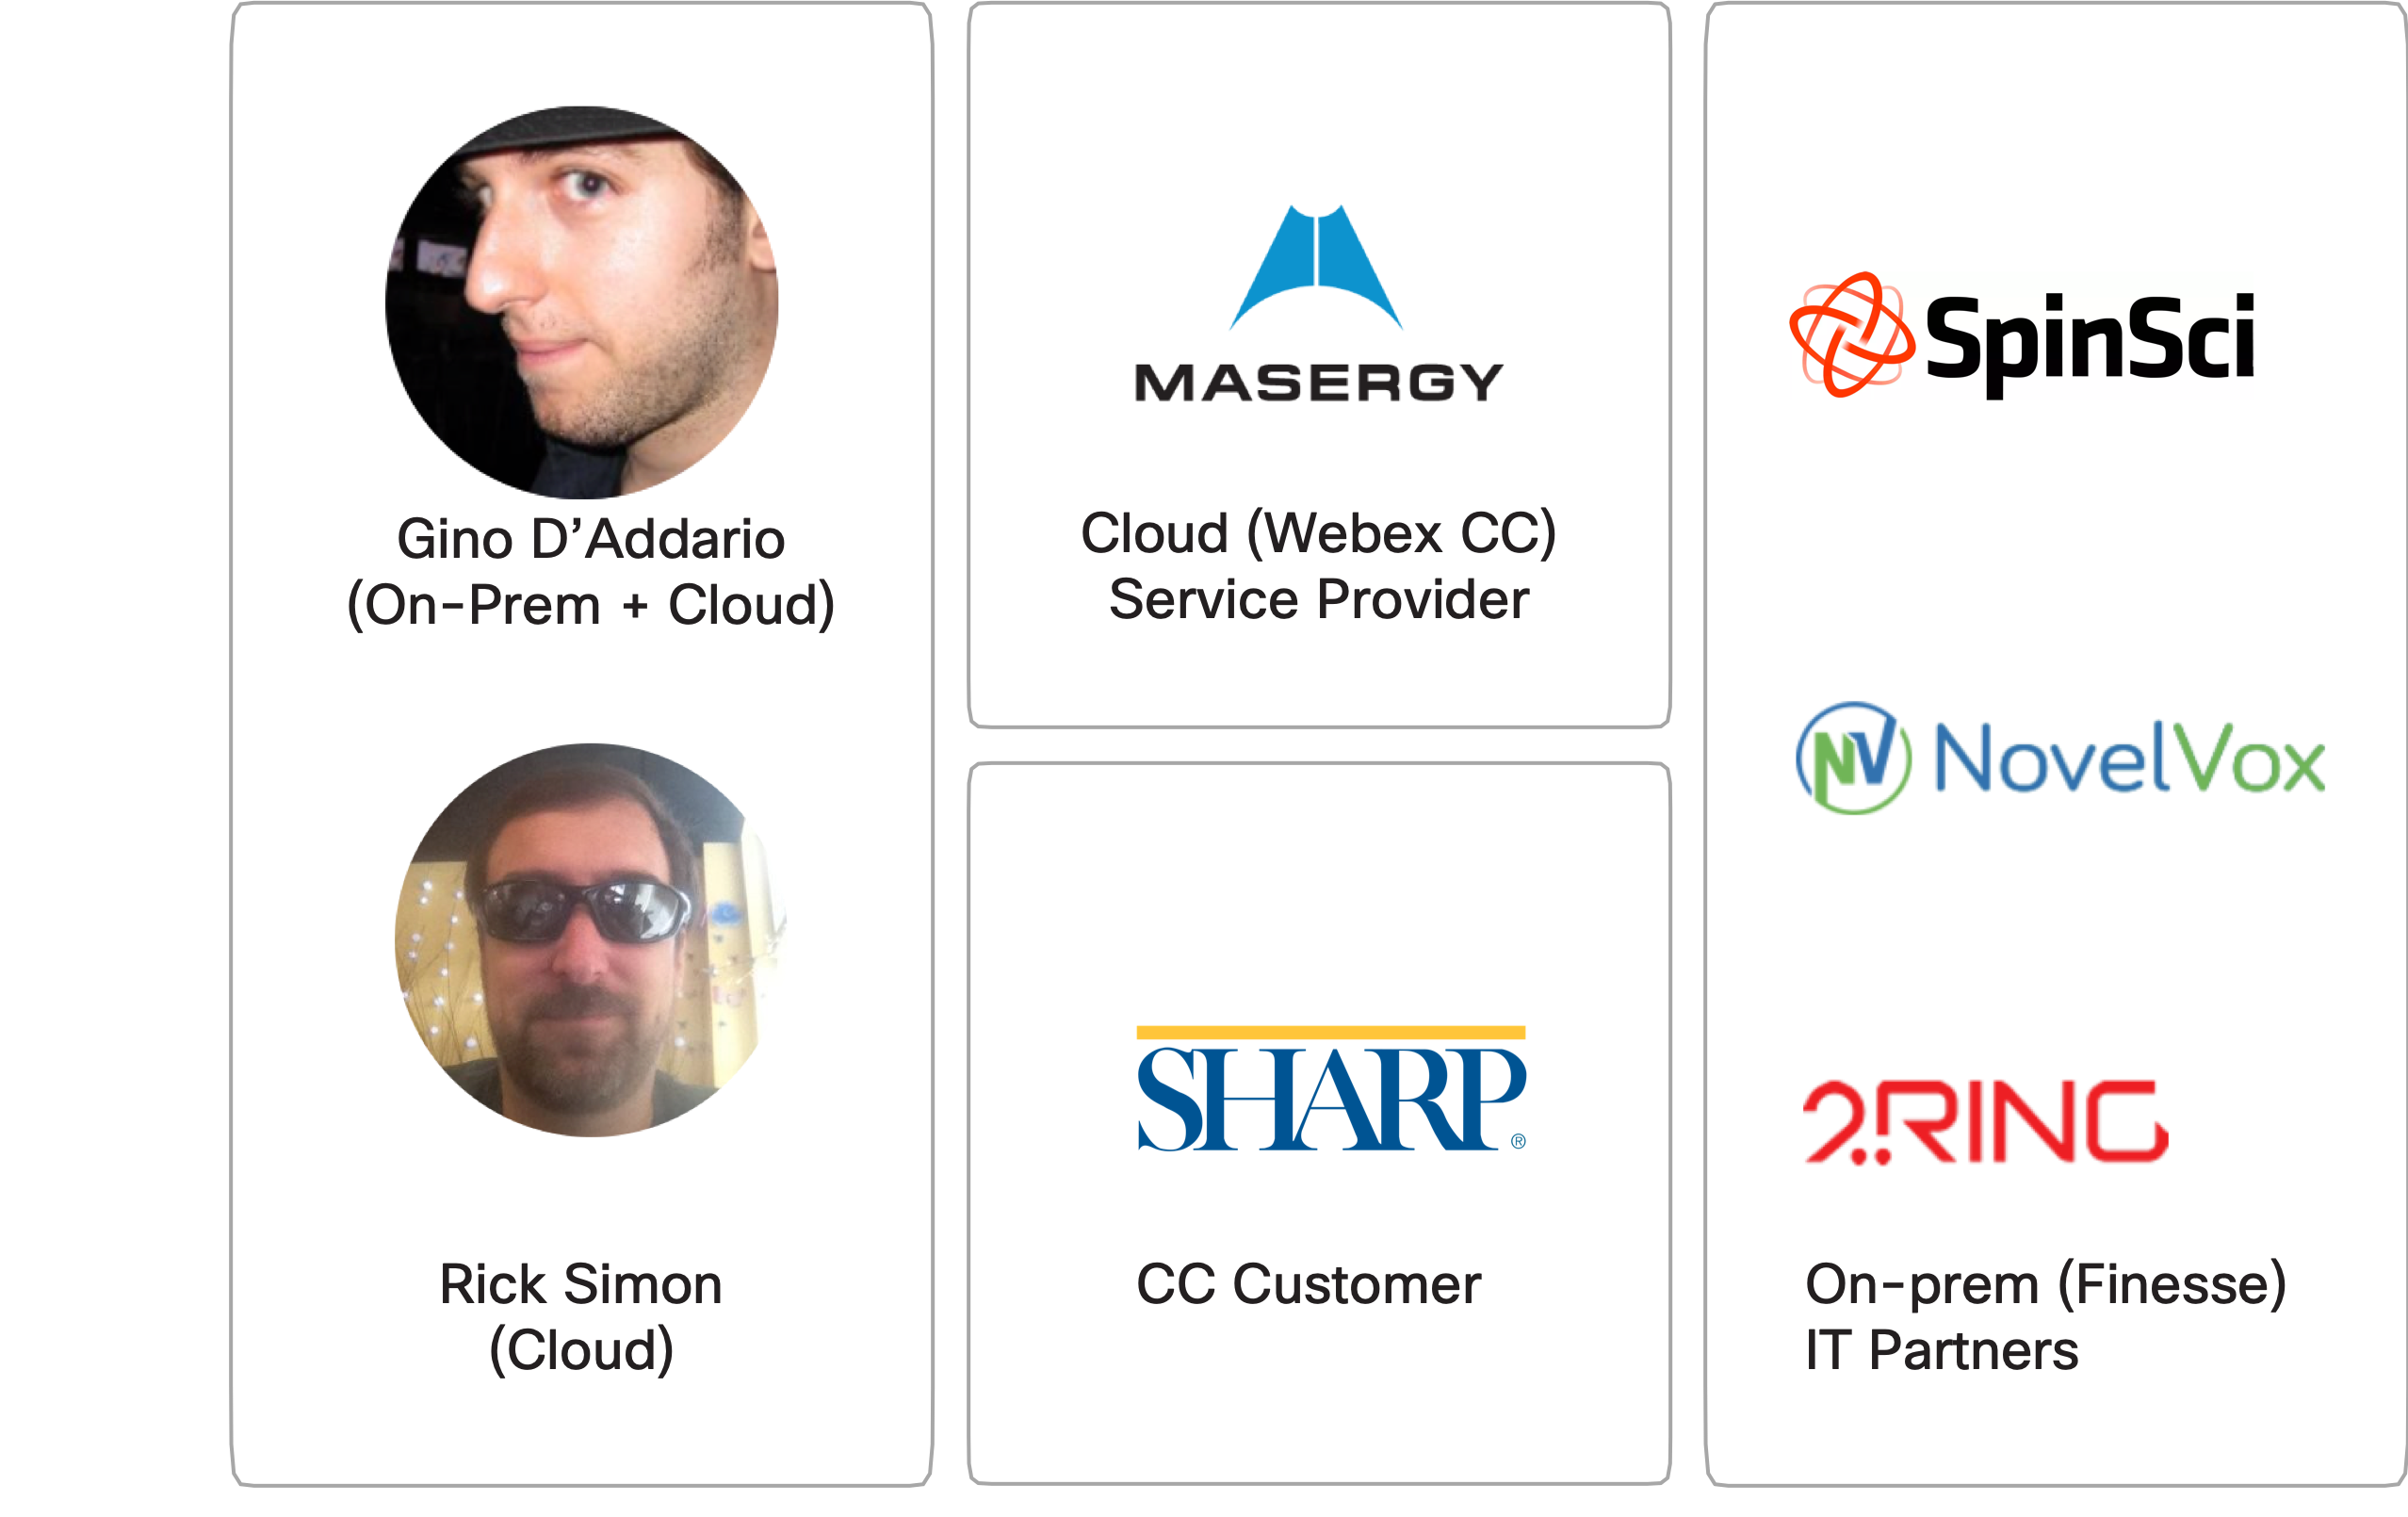 Gino D’Addario
(On-Prem + Cloud)
Rick Simon
(Cloud)
MASERGY
Cloud (Webex CC)
Service Provider
SHARP®
CC Customer
SpinSci
NV NovelVox
2RING
On-prem (Finesse)
IT Partners